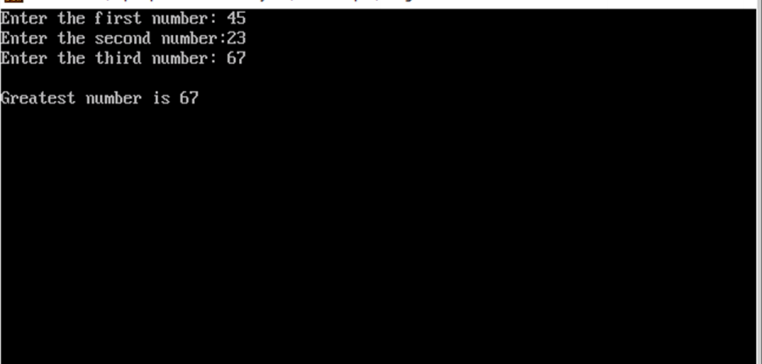 Enter the first number: 45
Enter the second number:23
Enter the third number: 67
Greatest number is 67